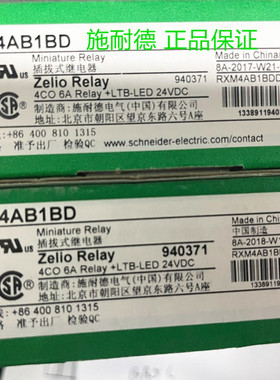 施耐德 正品保证
4AB1BD
Miniature Relay
插拔式继电器
Zelio Relay 940371
4CO 6A Relay +LTB-LED 24VDC
制造商：施耐德电气(中国)有限公司
地址：北京市朝阳区望京东路六号A座
+86 400 810 1315
准予出厂 检验QC
Made in China
8A-2017-W21-
RXM4AB1BD
1338911940
www.schneider-electric.com/contact
4AB1BD
Miniature Relay
插拔式继电器
Zelio Relay 940371
4CO 6A Relay +LTB-LED 24VDC
制造商：施耐德电气(中国)有限公司
地址：北京市朝阳区望京东路六号A座
+86 400 810 1315
准予出厂 检验QC
Made in
中国制造
8A-2018-W1
RXM4AB1B
133891